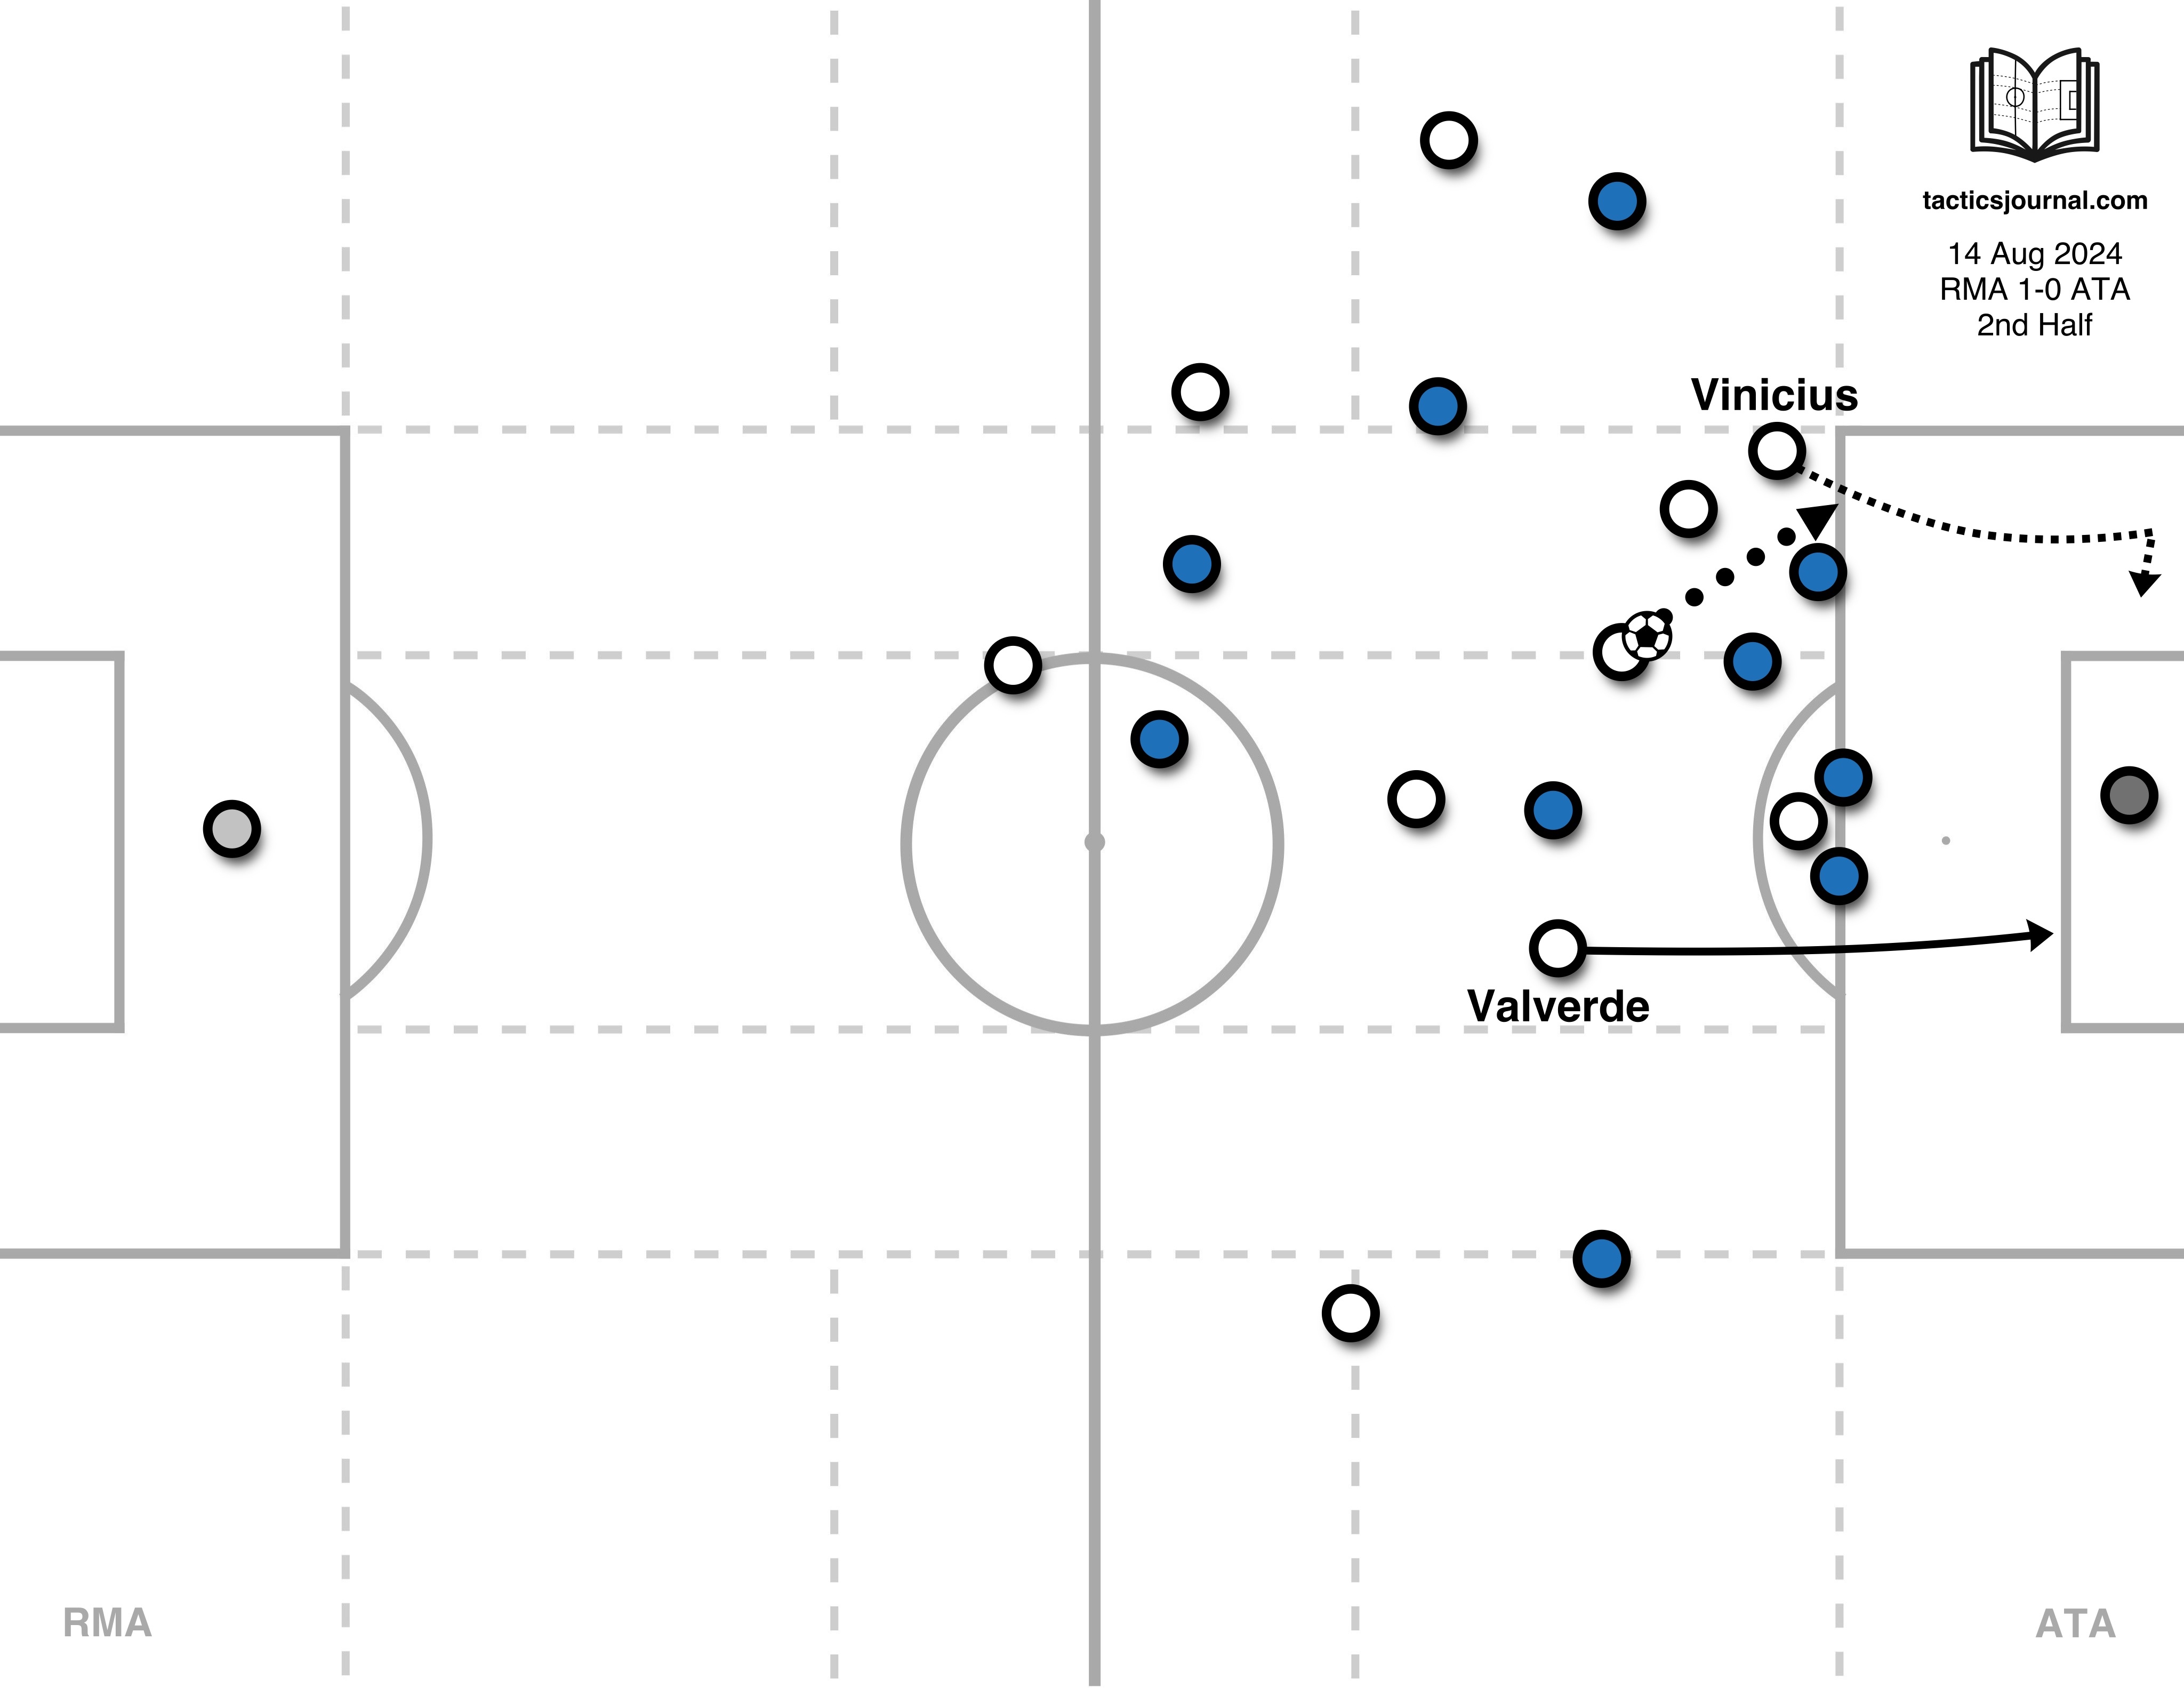 tacticsjournal.com
14 Aug 2024
RMA 1-0 ATA
2nd Half
Vinicius
Valverde
RMA
ATA